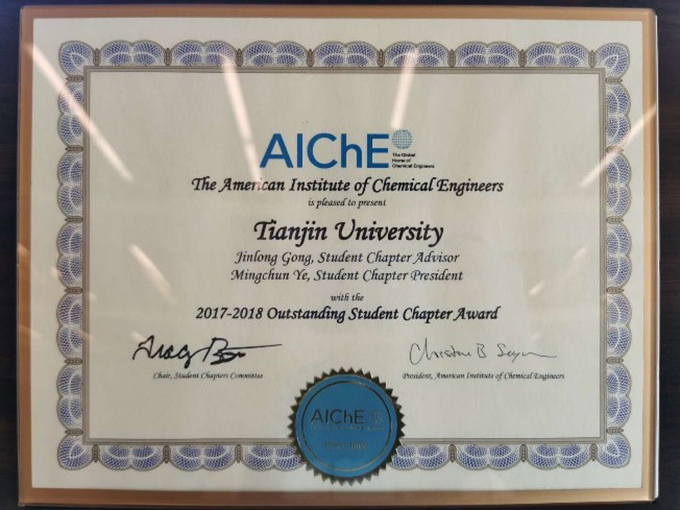 AIChE
The Global
Home of
Chemical Engineers
The American Institute of Chemical Engineers
is pleased to present
Tianjin University
Jinlong Gong, Student Chapter Advisor
Mingchun Ye, Student Chapter President
with the
2017-2018 Outstanding Student Chapter Award
Chair, Student Chapters Committee
President, American Institute of Chemical Engineers
AIChE